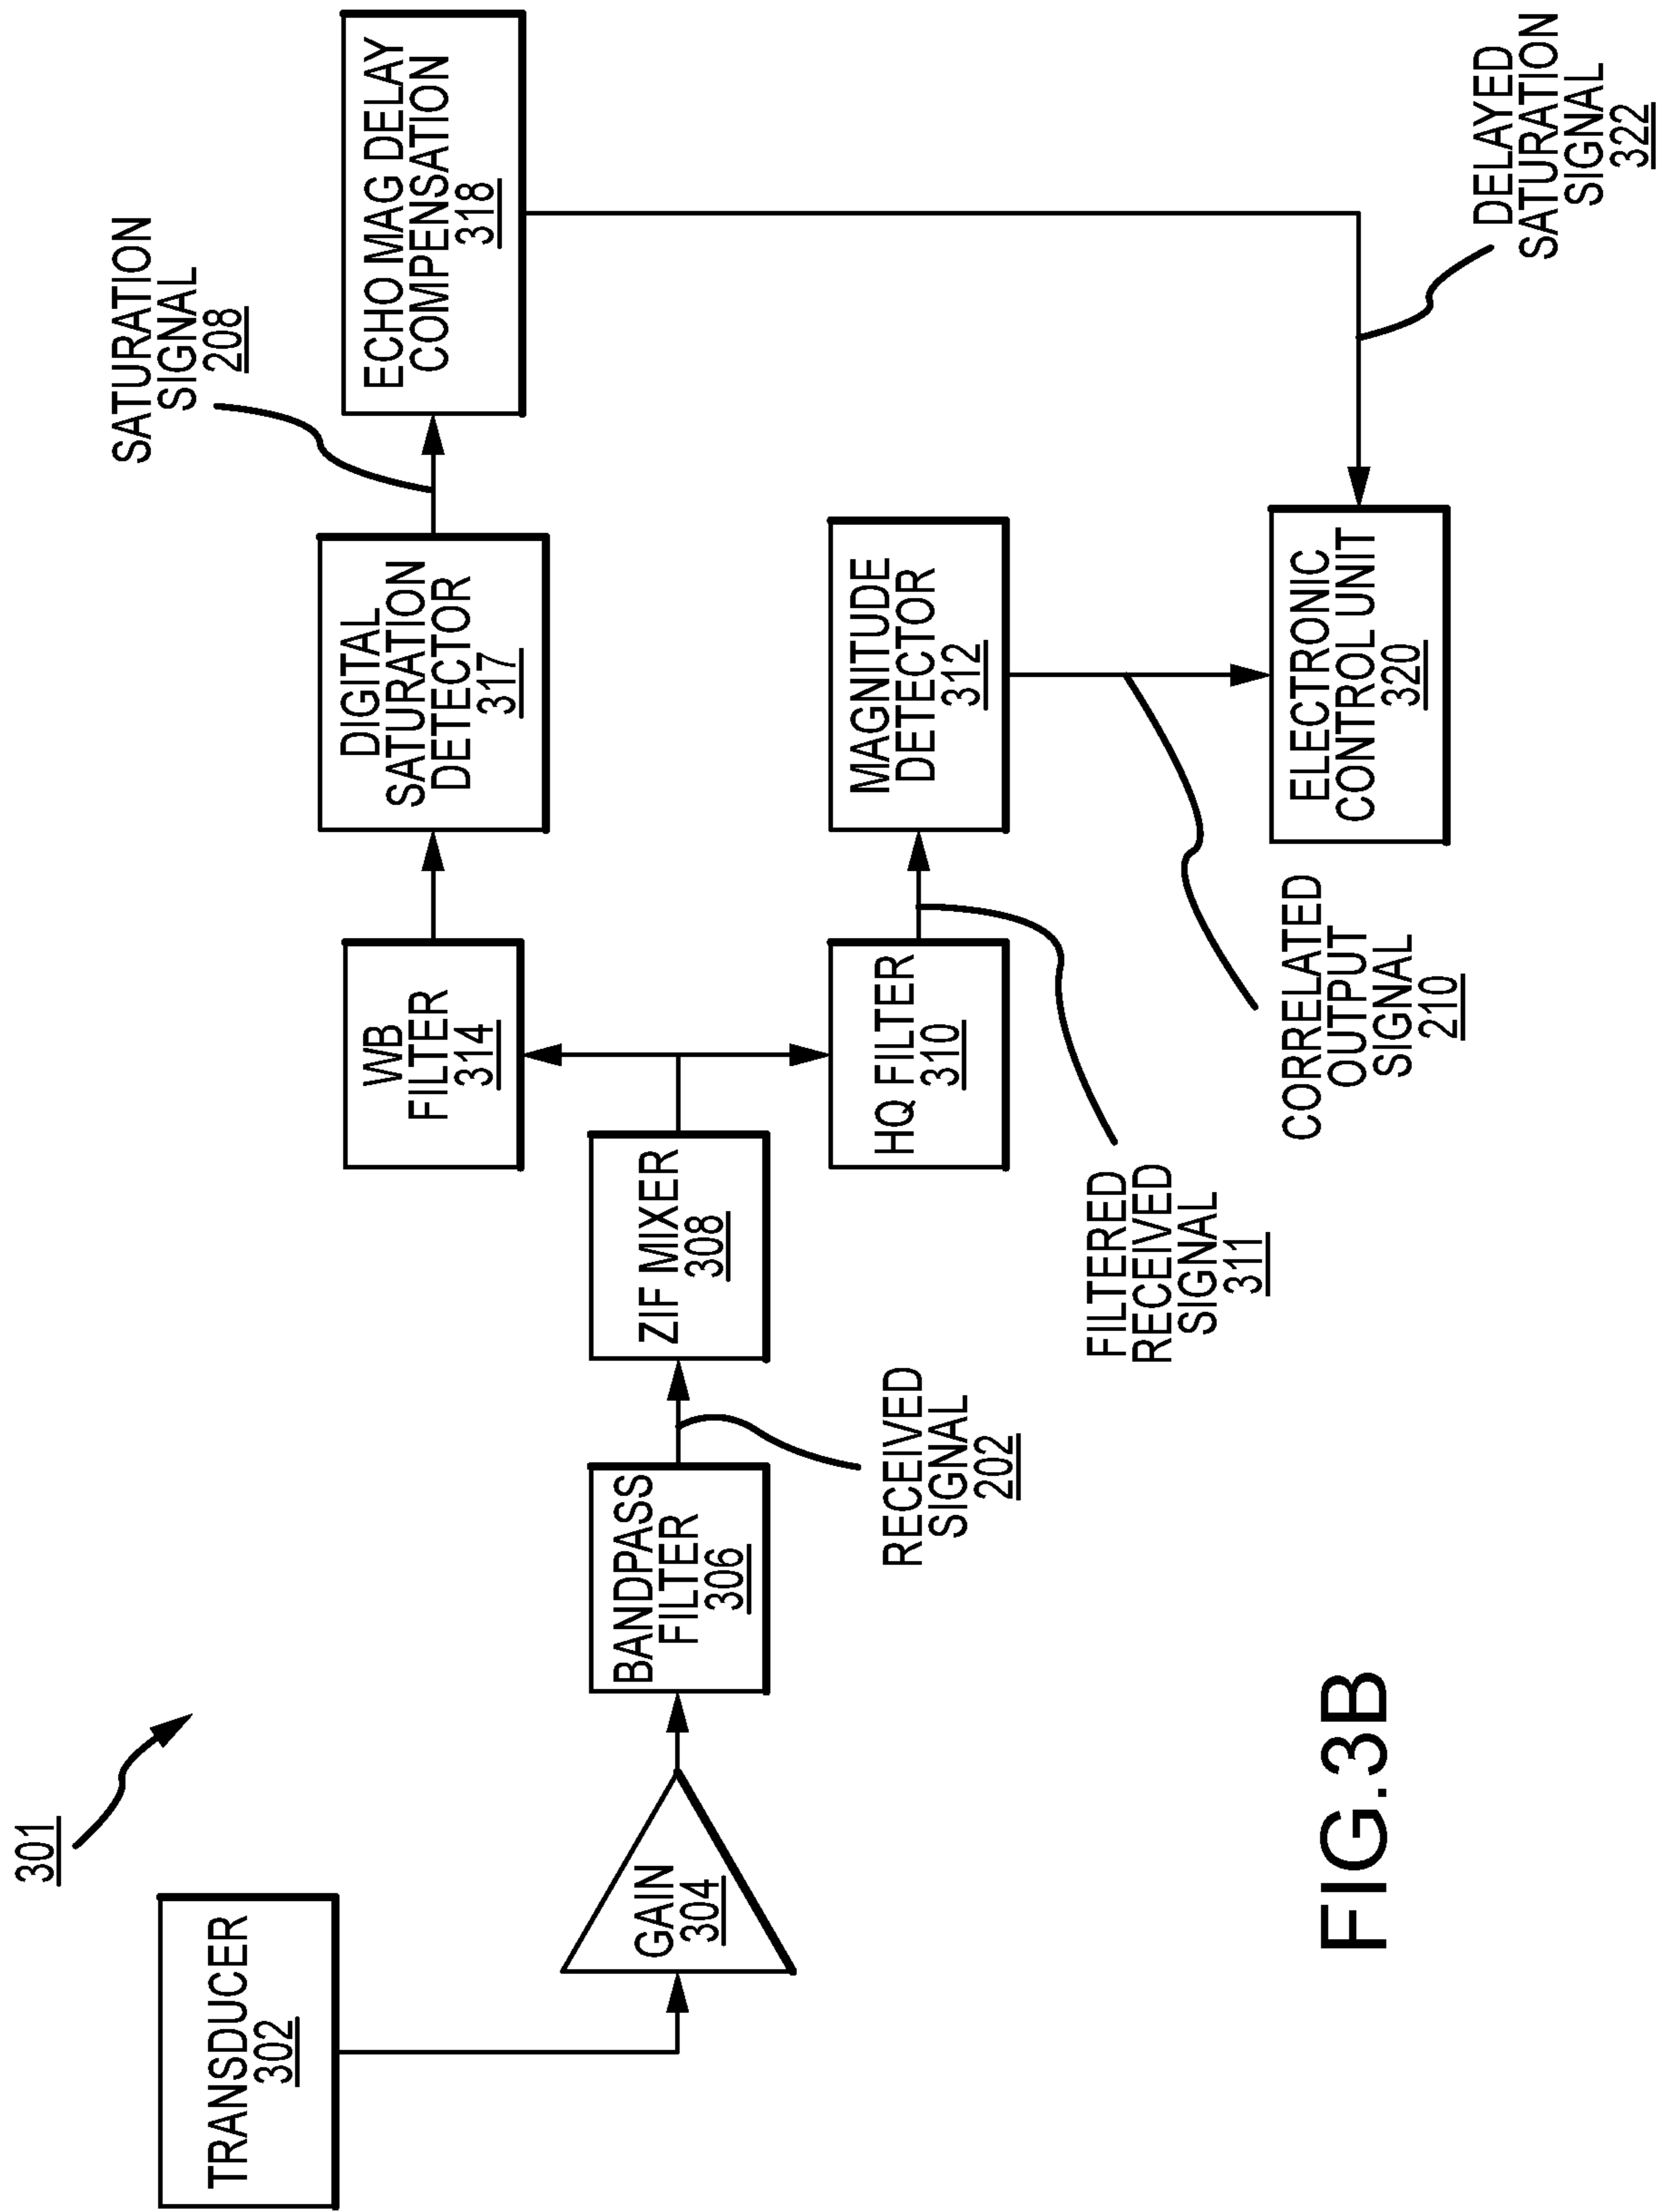 301
TRANSDUCER
302
GAIN
304
BANDPASS
FILTER
306
RECEIVED
SIGNAL
202
ZIF MIXER
308
WB
FILTER
314
DIGITAL
SATURATION
DETECTOR
317
SATURATION
SIGNAL
208
ECHO MAG DELAY
COMPENSATION
318
HQ FILTER
310
FILTERED
RECEIVED
SIGNAL
311
MAGNITUDE
DETECTOR
312
CORRELATED
OUTPUT
SIGNAL
210
ELECTRONIC
CONTROL UNIT
320
DELAYED
SATURATION
SIGNAL
322
FIG.3B